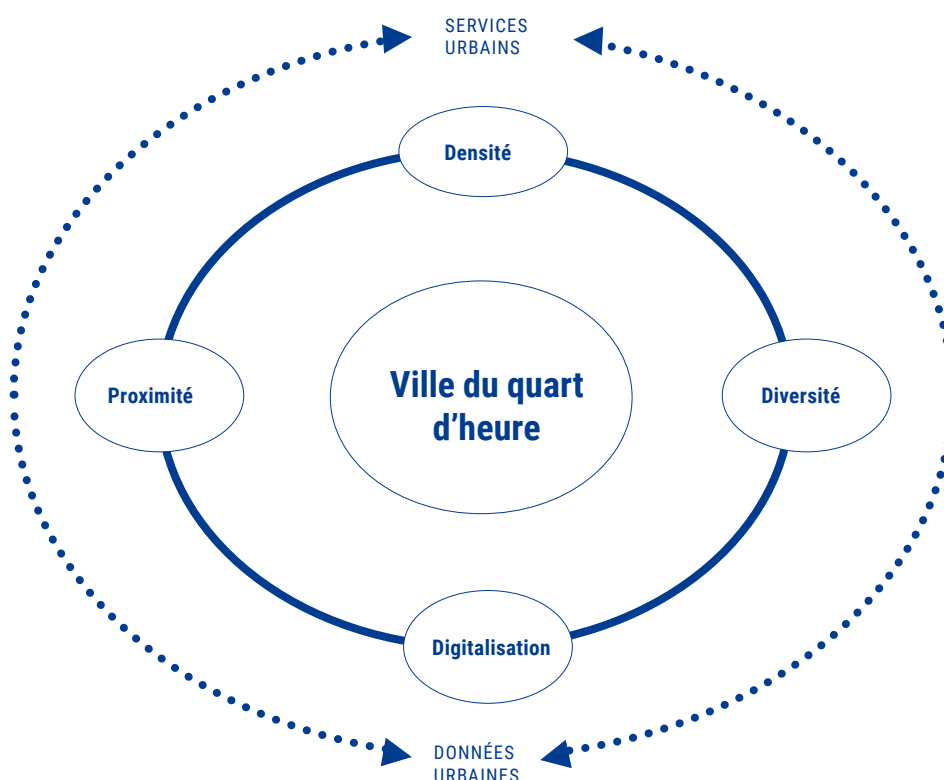 SERVICES
URBAINS
Densité
Proximité
Ville du quart
d’heure
Diversité
Digitalisation
DONNÉES
URBAINES